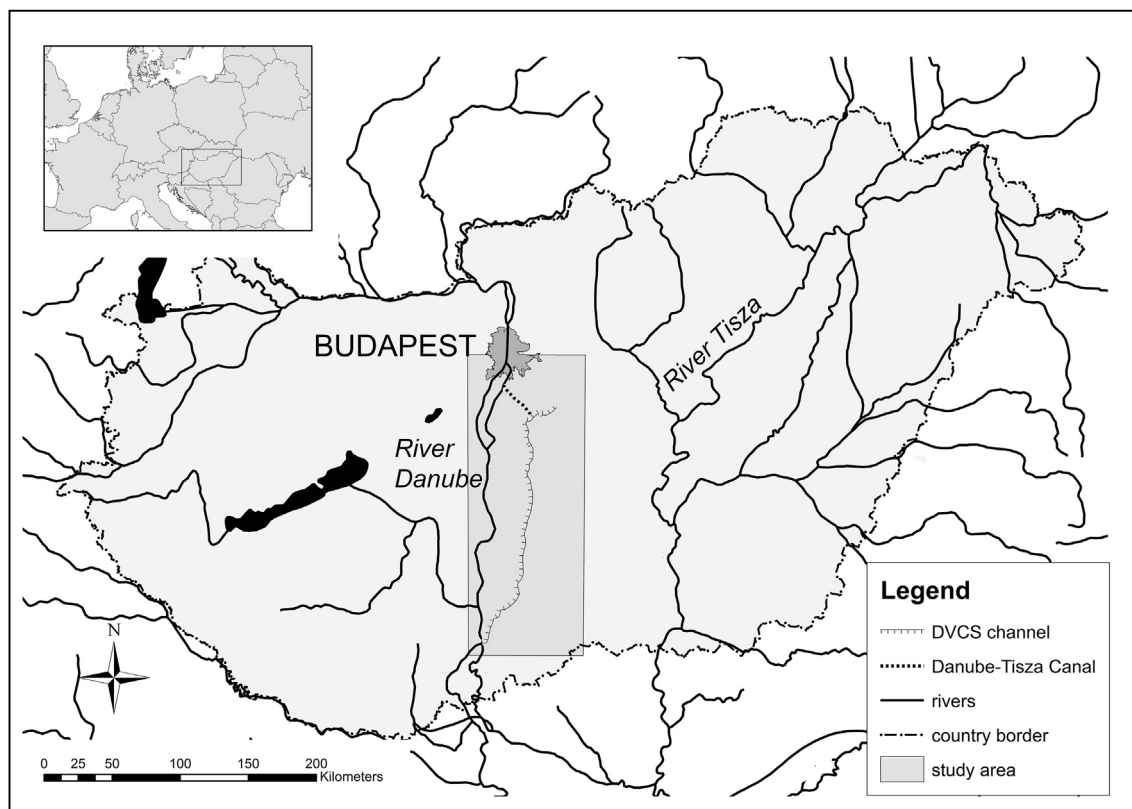 BUDAPEST
River Tisza
River
Danube
N
0 50 100 150 200
Kilometers
Legend
DVCS channel
Danube-Tisza Canal
rivers
country border
study area